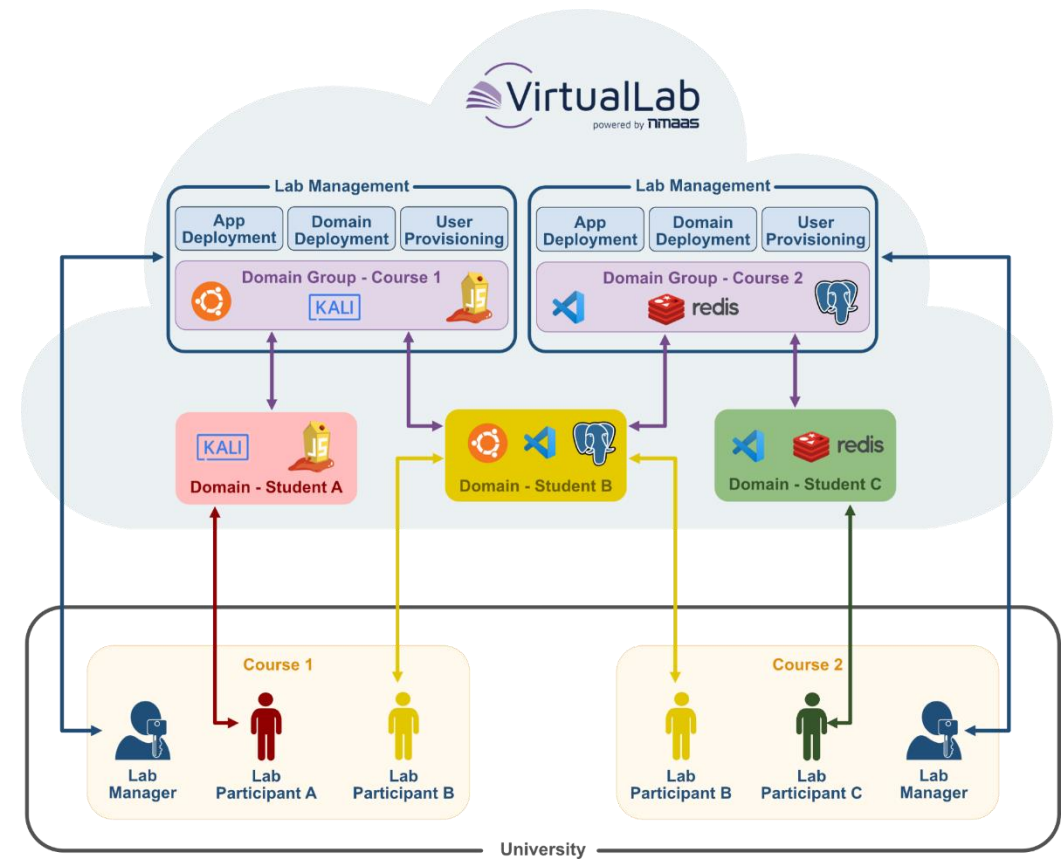 VirtualLab
powered by nmaas
Lab Management
Lab Management
App
Deployment
Domain
Deployment
User
Provisioning
App
Deployment
Domain
Deployment
User
Provisioning
Domain Group - Course 1
KALI
JS
Domain Group - Course 2
redis
KALI
JS
Domain - Student A
Domain - Student B
redis
Domain - Student C
Course 1
Course 2
Lab
Manager
Lab
Participant A
Lab
Participant B
Lab
Participant B
Lab
Participant C
Lab
Manager
University